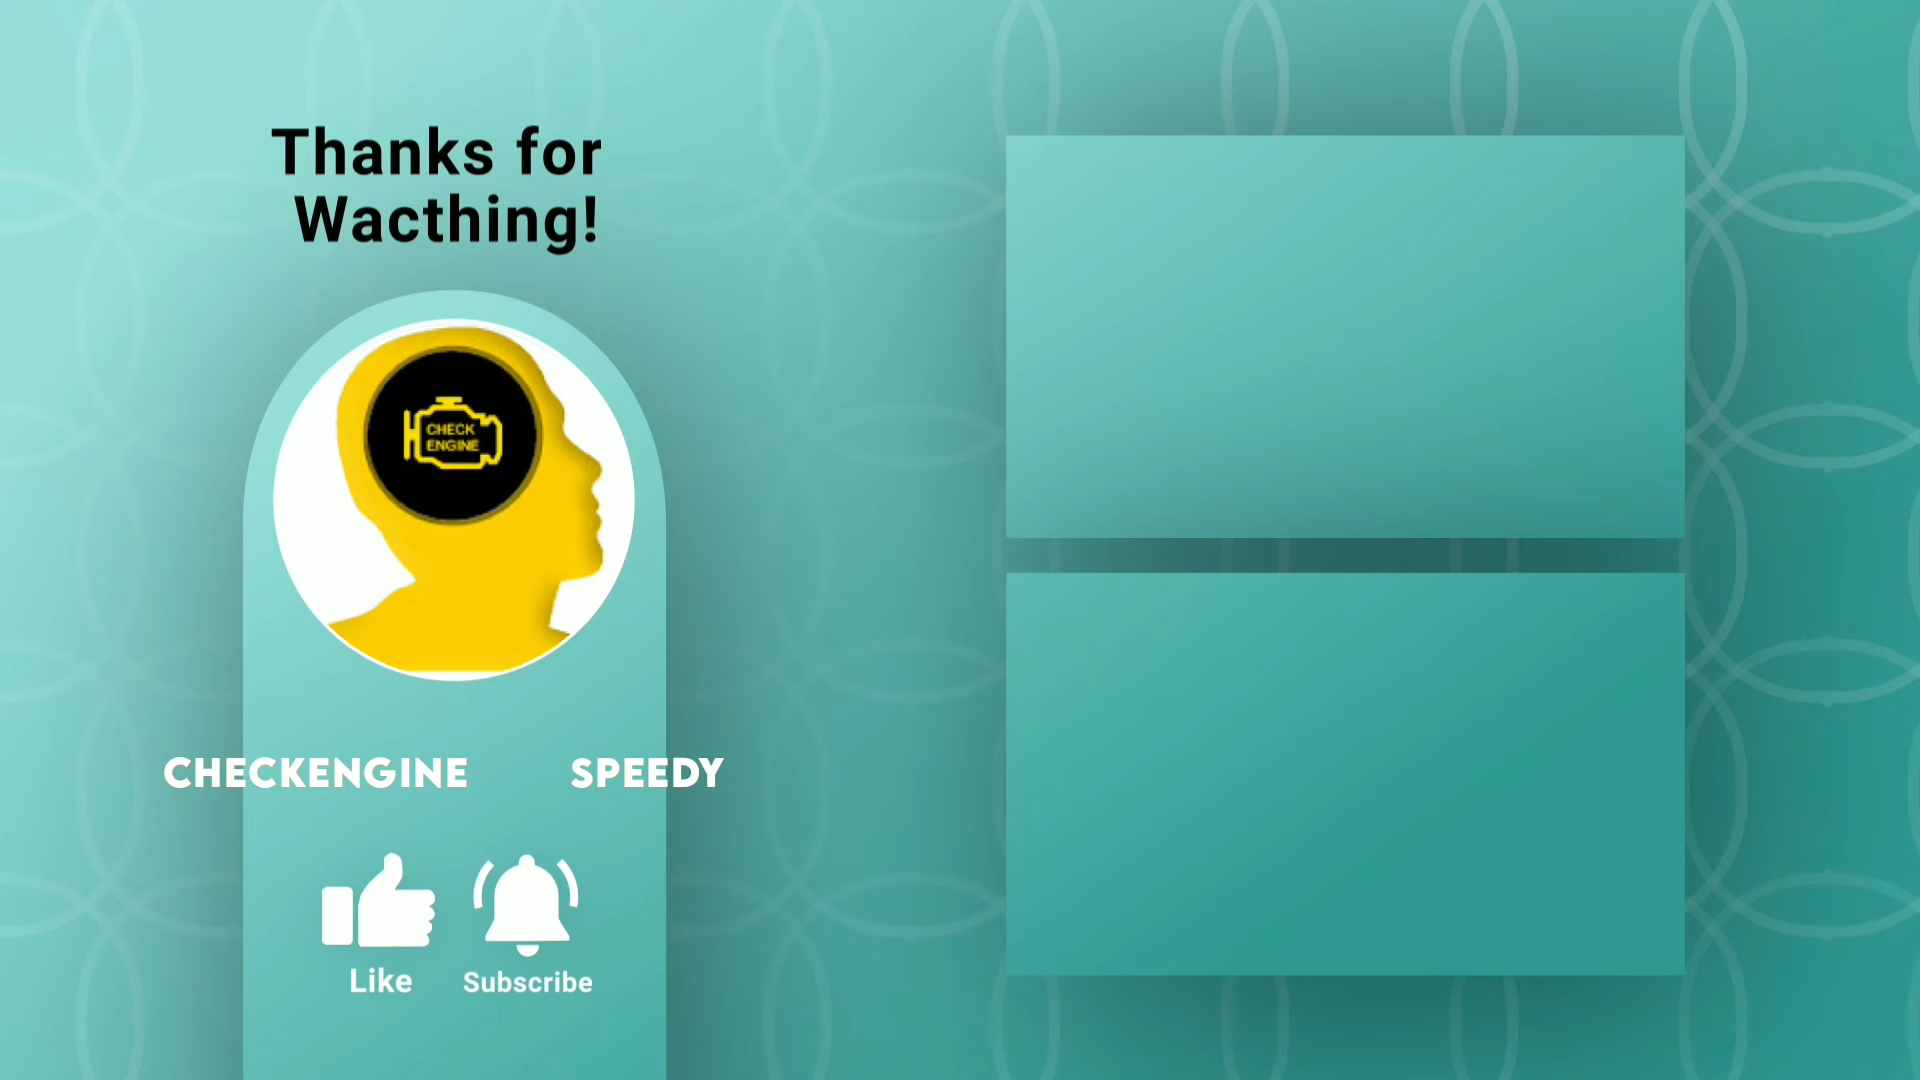 Thanks for
Wacthing!
CHECK
ENGINE
CHECKENGINE SPEEDY
Like Subscribe